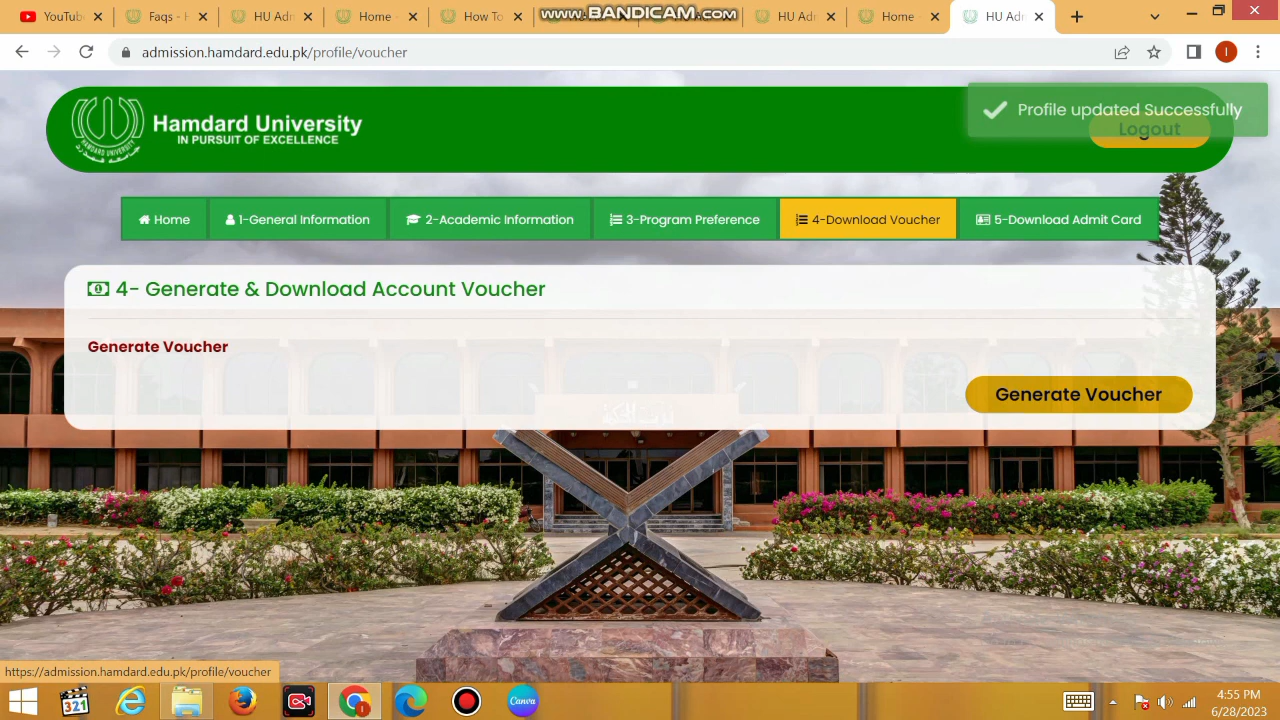 YouTub
Faqs - H
HU Adm
Home -
How To
www.BANDICAM.com
HU Adm
Home -
HU Adm
admission.hamdard.edu.pk/profile/voucher
I
Hamdard University
IN PURSUIT OF EXCELLENCE
HAMDARD UNIVERSITY
Profile updated Successfully
Logout
Home
1-General Information
2-Academic Information
3-Program Preference
4-Download Voucher
5-Download Admit Card
4- Generate & Download Account Voucher
Generate Voucher
Generate Voucher
https://admission.hamdard.edu.pk/profile/voucher
321
Canva
4:55 PM
6/28/2023